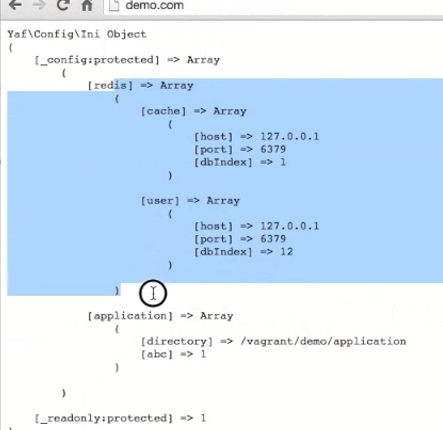 demo.com
Yaf\Config\Ini Object
(
    [_config:protected] => Array
        (
            [redis] => Array
                (
                    [cache] => Array
                        (
                            [host] => 127.0.0.1
                            [port] => 6379
                            [dbIndex] => 1
                        )
                    [user] => Array
                        (
                            [host] => 127.0.0.1
                            [port] => 6379
                            [dbIndex] => 12
                        )
                )
            [application] => Array
                (
                    [directory] => /vagrant/demo/application
                    [abc] => 1
                )
        )
    [_readonly:protected] => 1
)